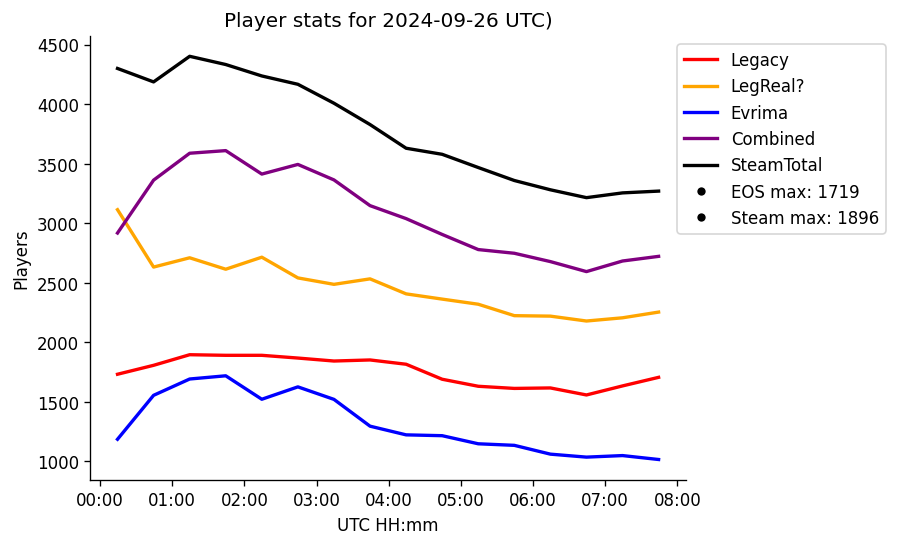 Player stats for 2024-09-26 UTC)
4500
4000
3500
3000
2500
2000
1500
1000
Players
00:00 01:00 02:00 03:00 04:00 05:00 06:00 07:00 08:00
UTC HH:mm
Legacy
LegReal?
Evrima
Combined
SteamTotal
EOS max: 1719
Steam max: 1896